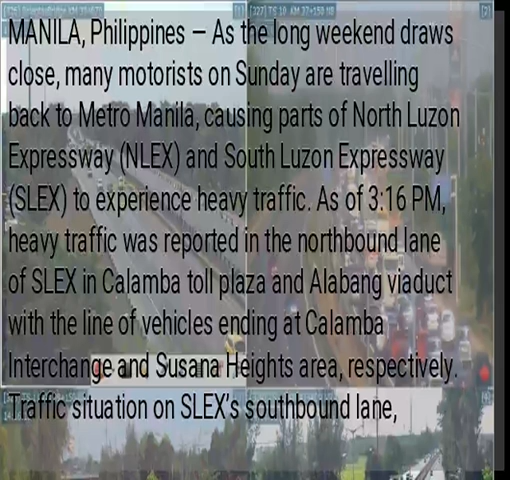 MANILA, Philippines — As the long weekend draws
close, many motorists on Sunday are travelling
back to Metro Manila, causing parts of North Luzon
Expressway (NLEX) and South Luzon Expressway
(SLEX) to experience heavy traffic. As of 3:16 PM,
heavy traffic was reported in the northbound lane
of SLEX in Calamba toll plaza and Alabang viaduct
with the line of vehicles ending at Calamba
Interchange and Susana Heights area, respectively.
Traffic situation on SLEX's southbound lane,